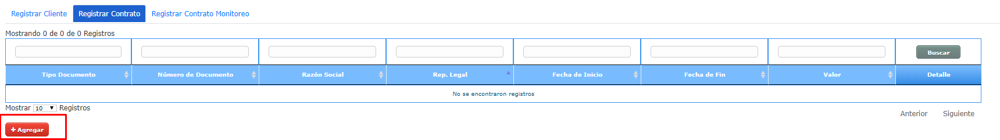 Registrar Cliente Registrar Contrato Registrar Contrato Monitoreo
Mostrando 0 de 0 de 0 Registros
Buscar
Tipo Documento Número de Documento Razón Social Rep. Legal Fecha de Inicio Fecha de Fin Valor Detalle
No se encontraron registros
Mostrar 10 Registros
Anterior Siguiente
+ Agregar